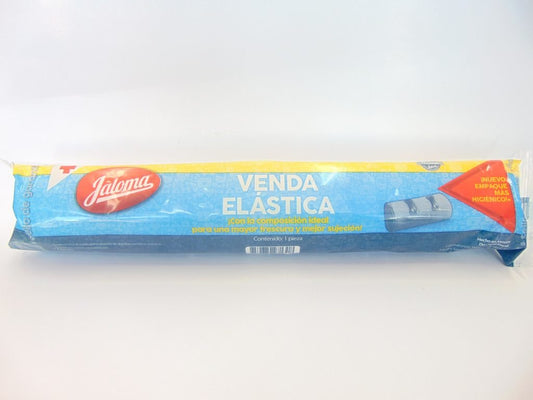 Jaloma
VENDA
ELÁSTICA
¡Con la composición ideal
para una mayor frescura y mejor sujeción!
Contenido: 1 pieza
¡NUEVO
EMPAQUE
MÁS
HIGIÉNICO!